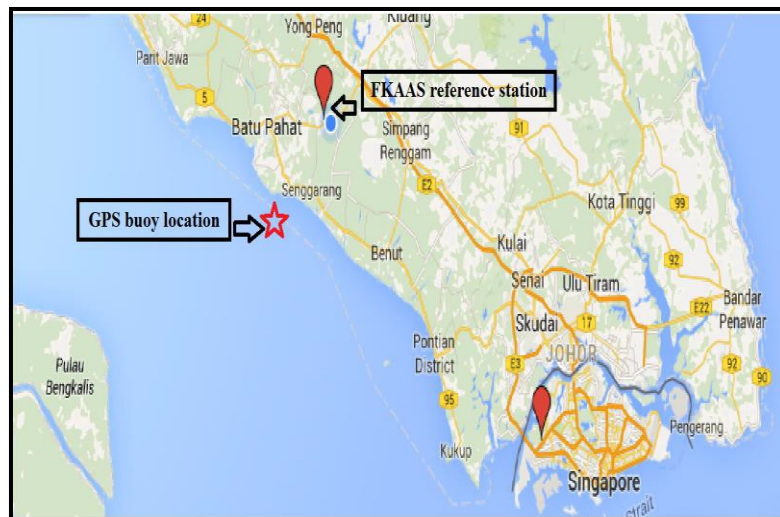 24
Yong Peng
Kluang
Parit Jawa
FKAAS reference station
5
Batu Pahat
Simpang
Renggam
91
E2
Kota Tinggi
99
Senggarang
GPS buoy location
Benut
Kulai
92
Senai
Ulu Tiram
E22
Bandar
Penawar
Skudai
17
Pulau
Bengkalis
Pontian
District
E3
JOHOR
92
90
95
Pengerang
Kukup
Singapore
Strait